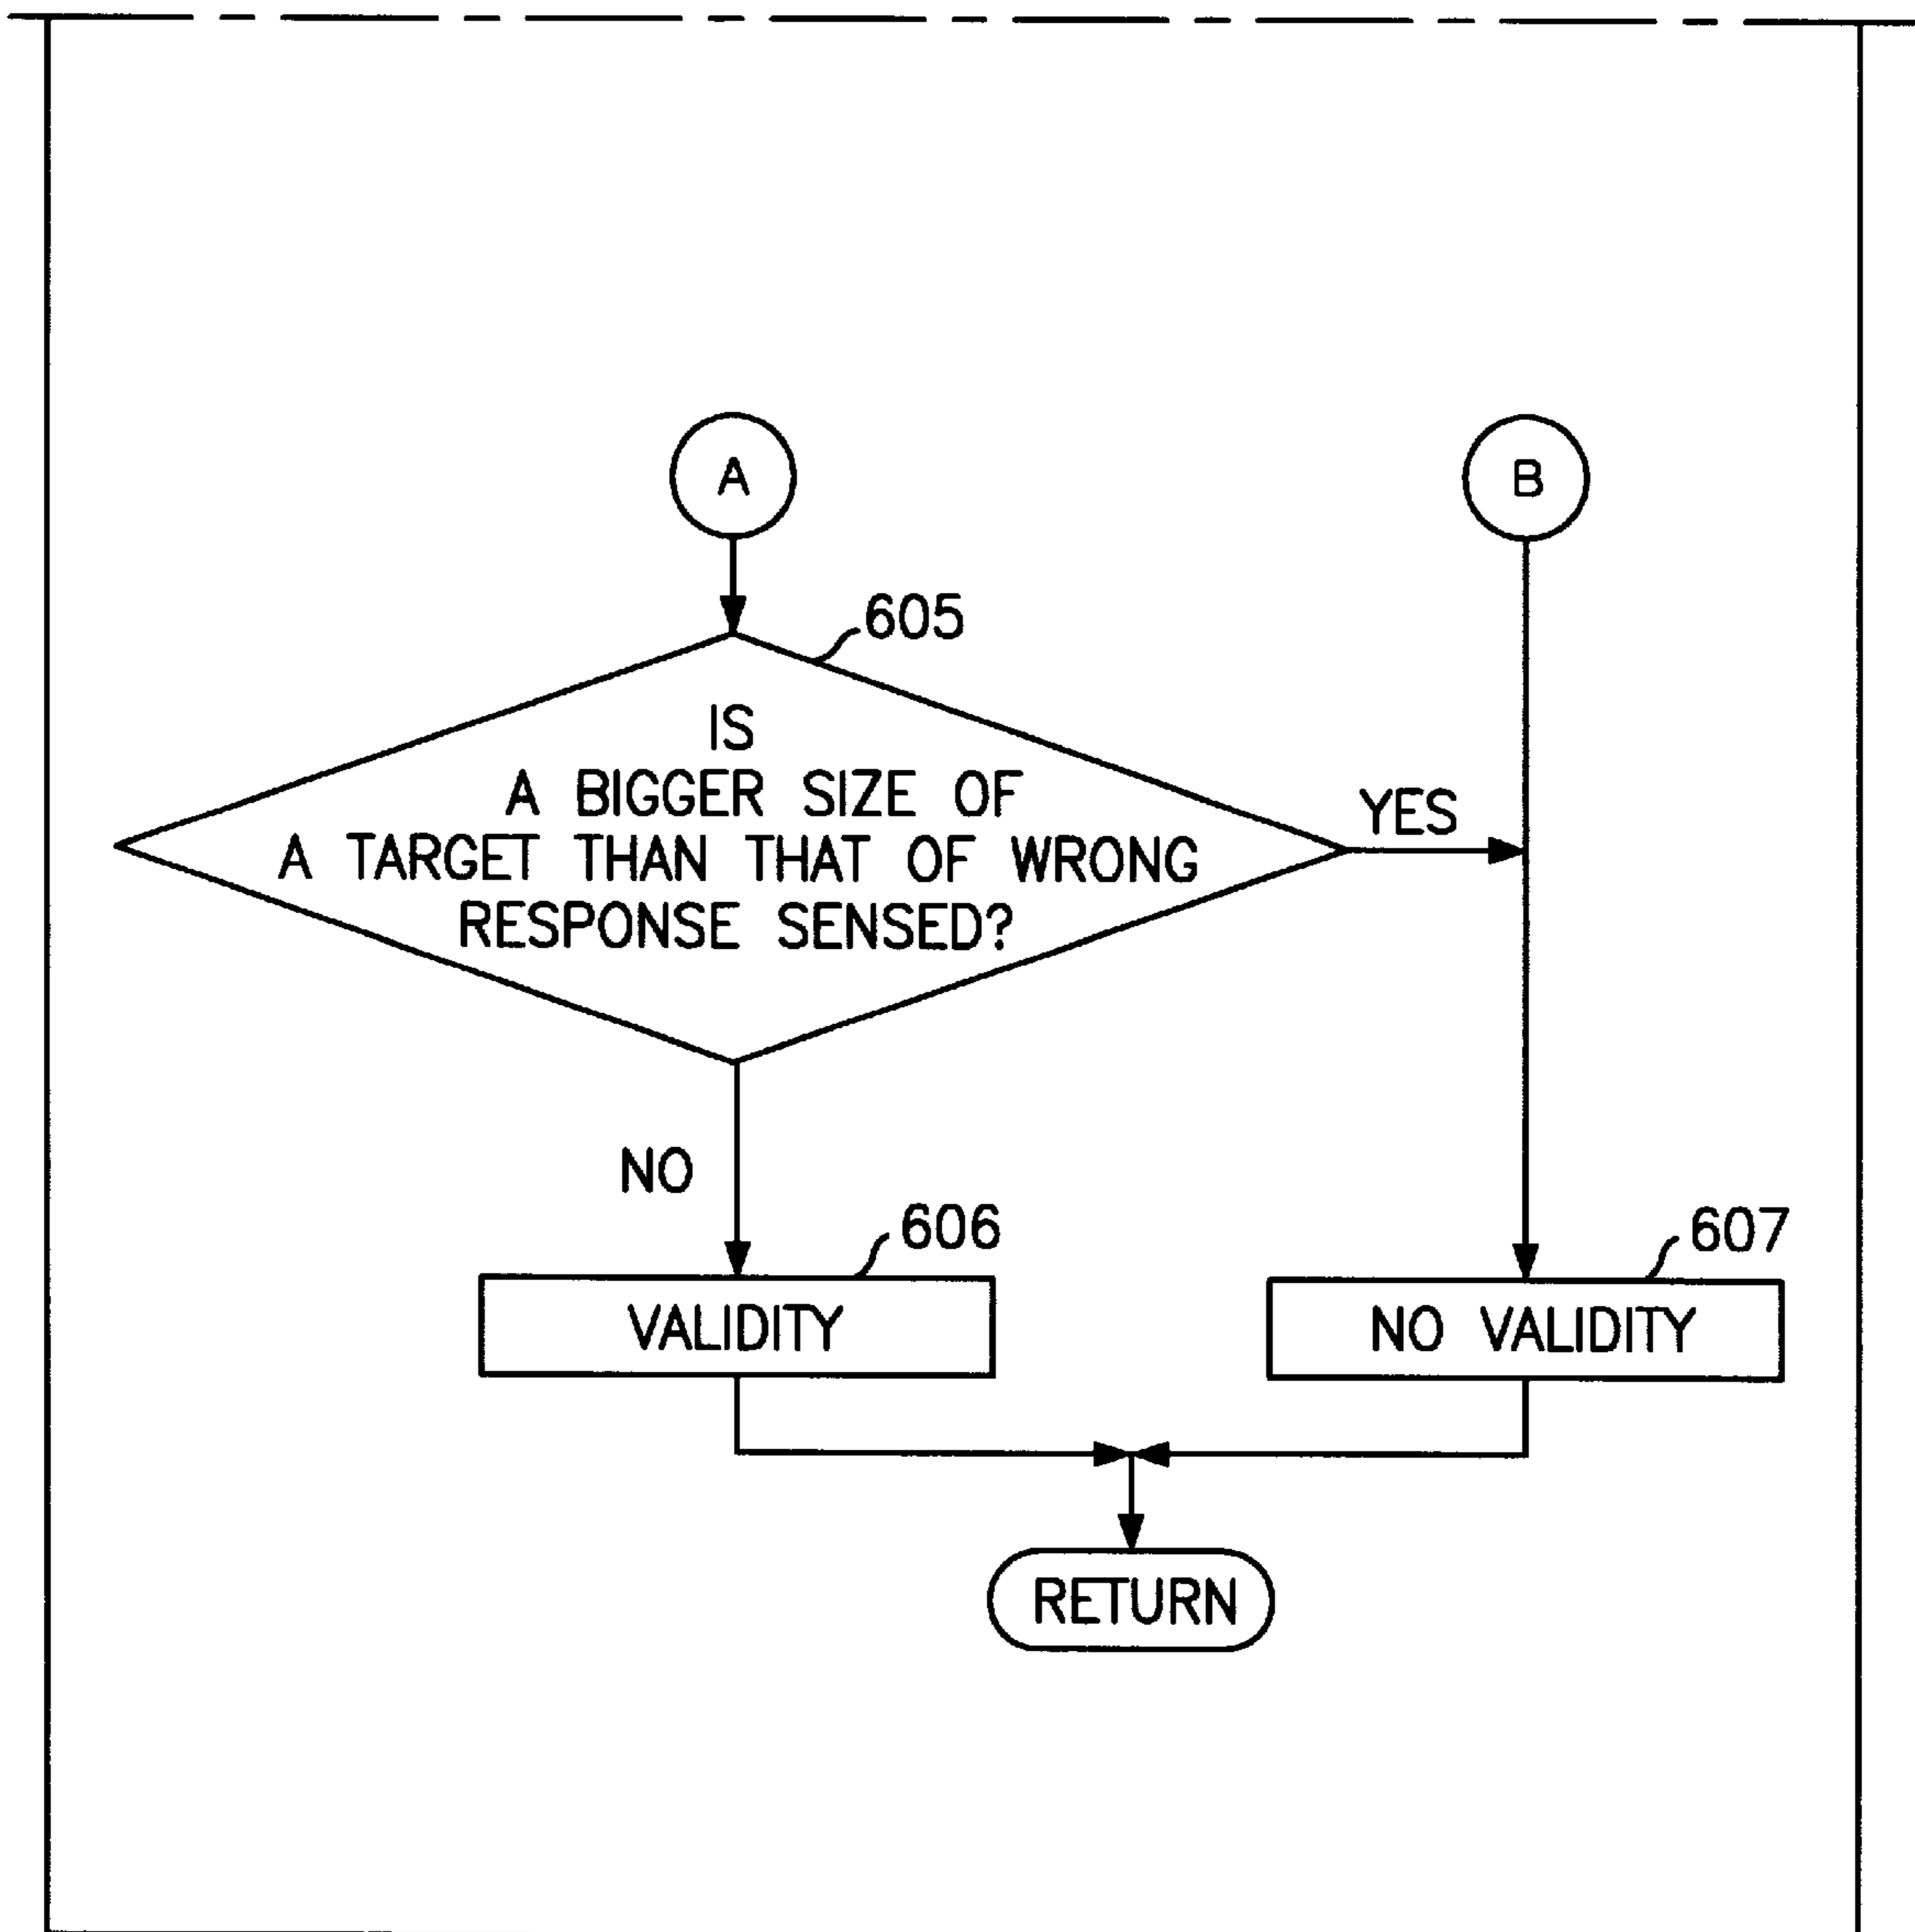 A
B
605
IS
A BIGGER SIZE OF
A TARGET THAN THAT OF WRONG
RESPONSE SENSED?
YES
NO
606
607
VALIDITY
NO VALIDITY
RETURN